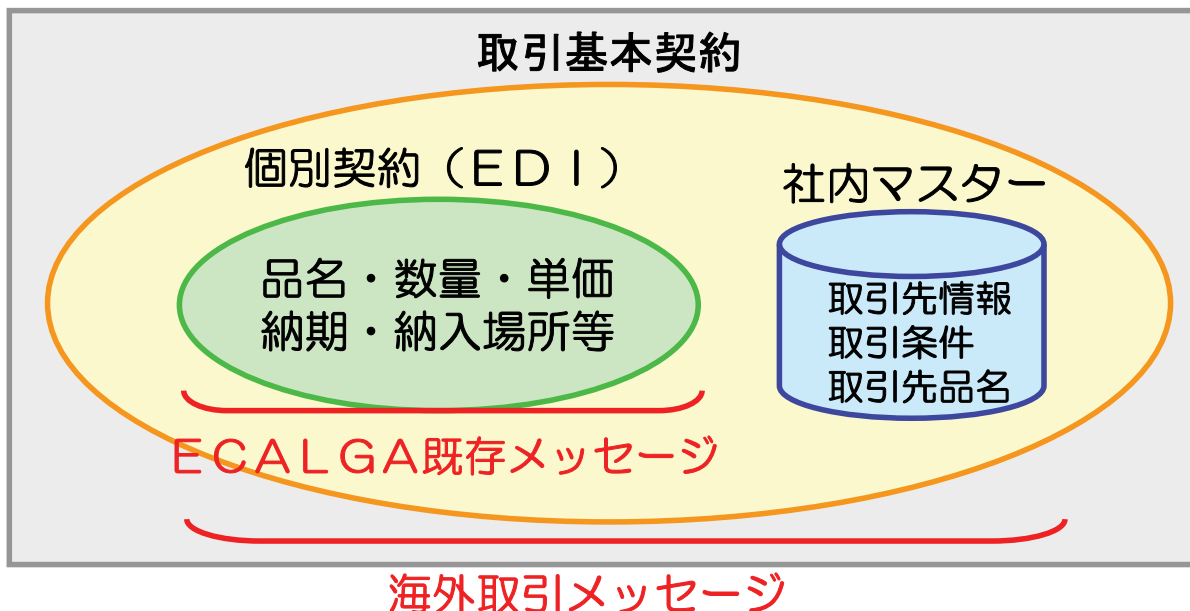 取引基本契約
個別契約（ＥＤＩ）
社内マスター
品名・数量・単価
納期・納入場所等
取引先情報
取引条件
取引先品名
ＥＣＡＬＧＡ既存メッセージ
海外取引メッセージ